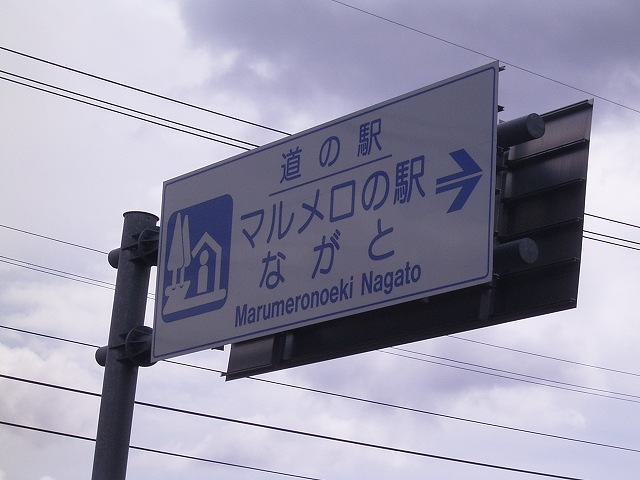 道の駅
マルメロの駅
ながと
Marumeronoeki Nagato